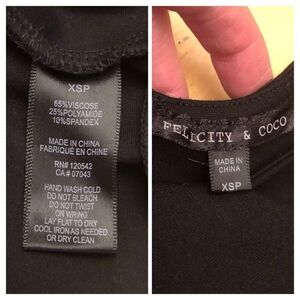 XSP
65%VISCOSE
25%POLYAMIDE
10%SPANDEX
MADE IN CHINA
FABRIQUÉ EN CHINE
RN# 120542
CA# 07043
HAND WASH COLD
DO NOT BLEACH
DO NOT TWIST
OR WRING
LAY FLAT TO DRY
COOL IRON AS NEEDED
OR DRY CLEAN
FELICITY & COCO
MADE IN
CHINA
XSP